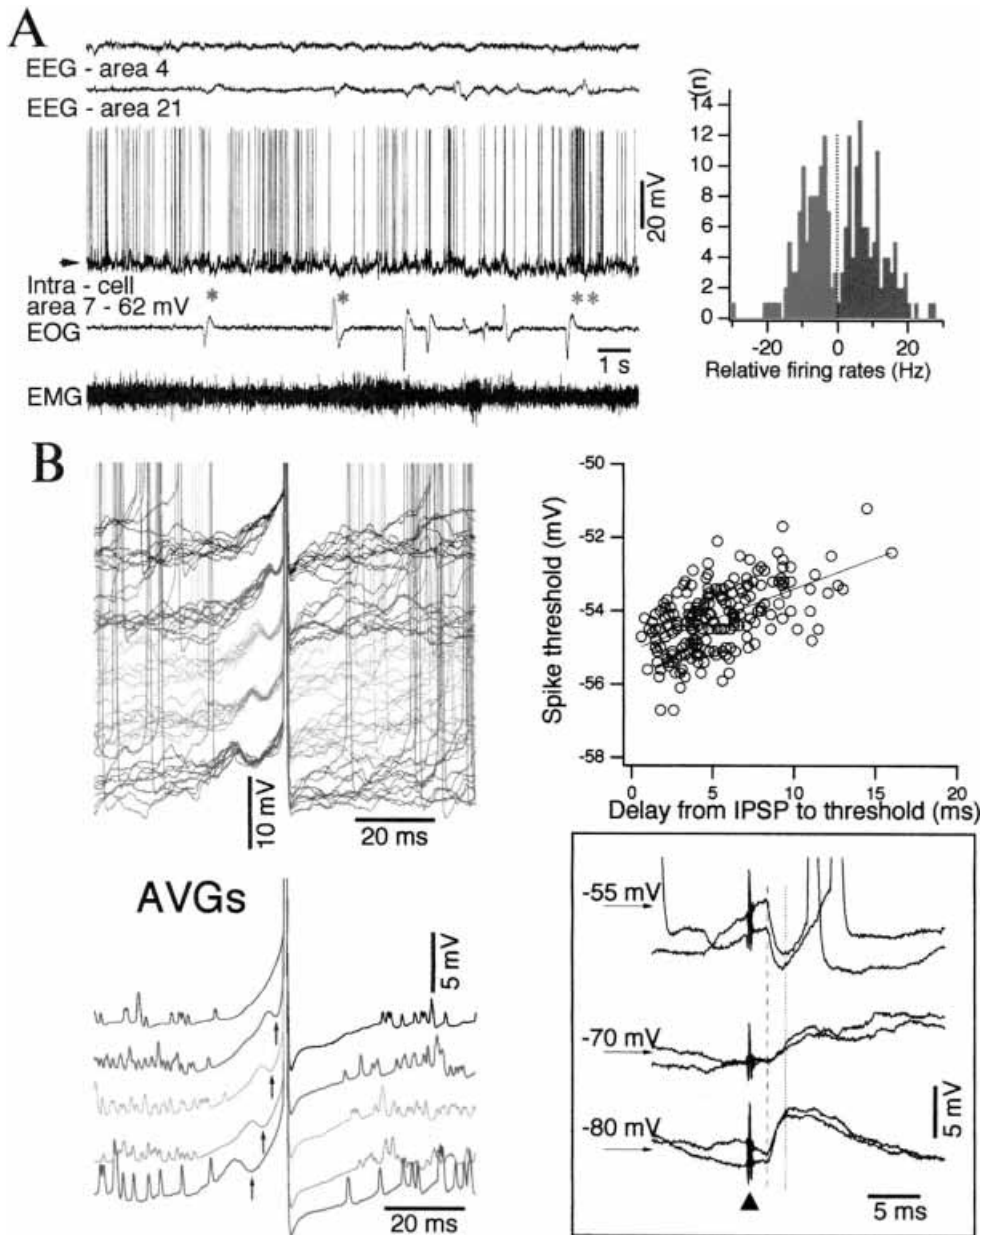 A
EEG - area 4
EEG - area 21
20 mV
Intra - cell
area 7 - 62 mV
* * * *
EOG
1 s
EMG
(n)
14
12
10
8
6
4
2
0
-20 0 20
Relative firing rates (Hz)
B
10 mV
20 ms
Spike threshold (mV)
-50
-52
-54
-56
-58
0 5 10 15 20
Delay from IPSP to threshold (ms)
AVGs
5 mV
20 ms
-55 mV
-70 mV
-80 mV
5 mV
5 ms